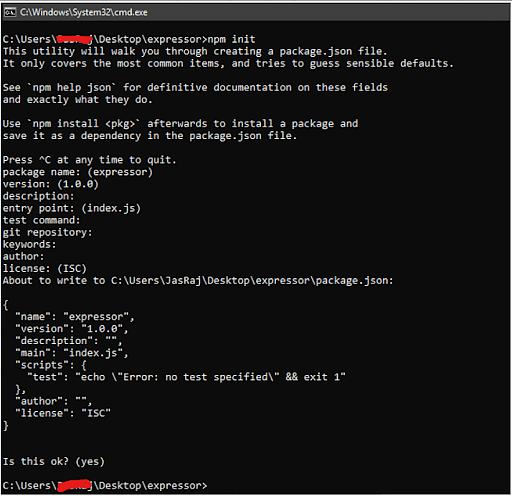 C:\Windows\System32\cmd.exe
C:\Users\J    aj\Desktop\expressor>npm init
This utility will walk you through creating a package.json file.
It only covers the most common items, and tries to guess sensible defaults.
See `npm help json` for definitive documentation on these fields
and exactly what they do.
Use `npm install <pkg>` afterwards to install a package and
save it as a dependency in the package.json file.
Press ^C at any time to quit.
package name: (expressor)
version: (1.0.0)
description:
entry point: (index.js)
test command:
git repository:
keywords:
author:
license: (ISC)
About to write to C:\Users\JasRaj\Desktop\expressor\package.json:
{
"name": "expressor",
"version": "1.0.0",
"description": "",
"main": "index.js",
"scripts": {
"test": "echo \"Error: no test specified\" && exit 1"
},
"author": "",
"license": "ISC"
}
Is this ok? (yes)
C:\Users\J    aj\Desktop\expressor>